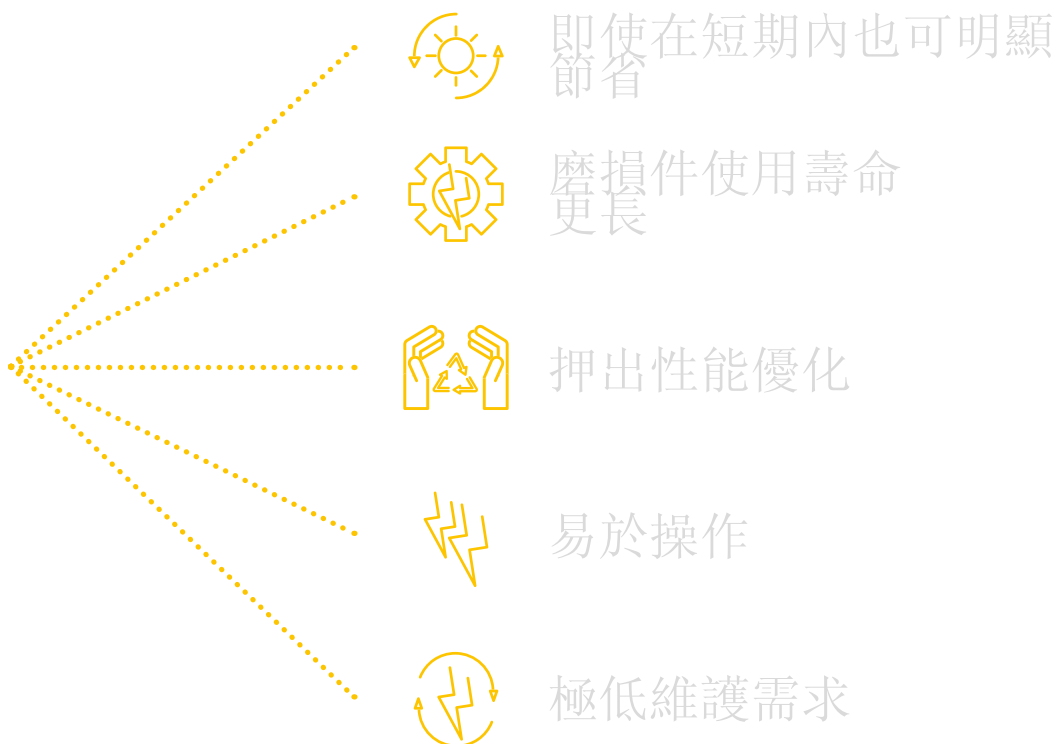 即使在短期內也可明顯
節省
磨損件使用壽命
更長
押出性能優化
易於操作
極低維護需求